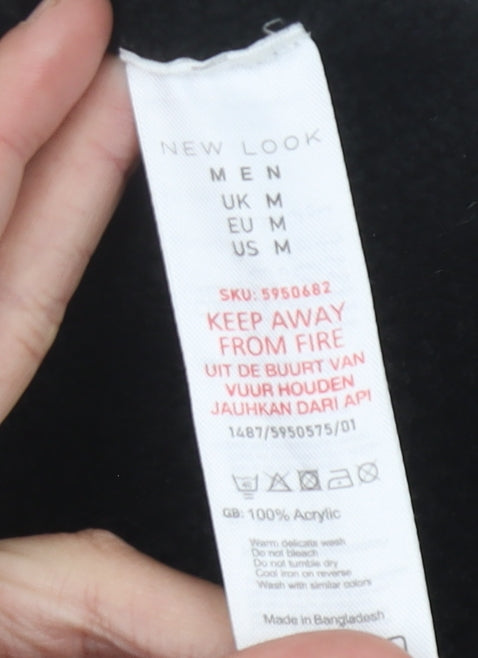 NEW LOOK
MEN
UK M
EU M
US M
SKU: 5950682
KEEP AWAY
FROM FIRE
UIT DE BUURT VAN
VUUR HOUDEN
JAUHKAN DARI API
1487/5950575/01
GB: 100% Acrylic
Warm delicate wash
Do not bleach
Do not tumble dry
Cool iron on reverse
Wash with similar colors
Made in Bangladesh